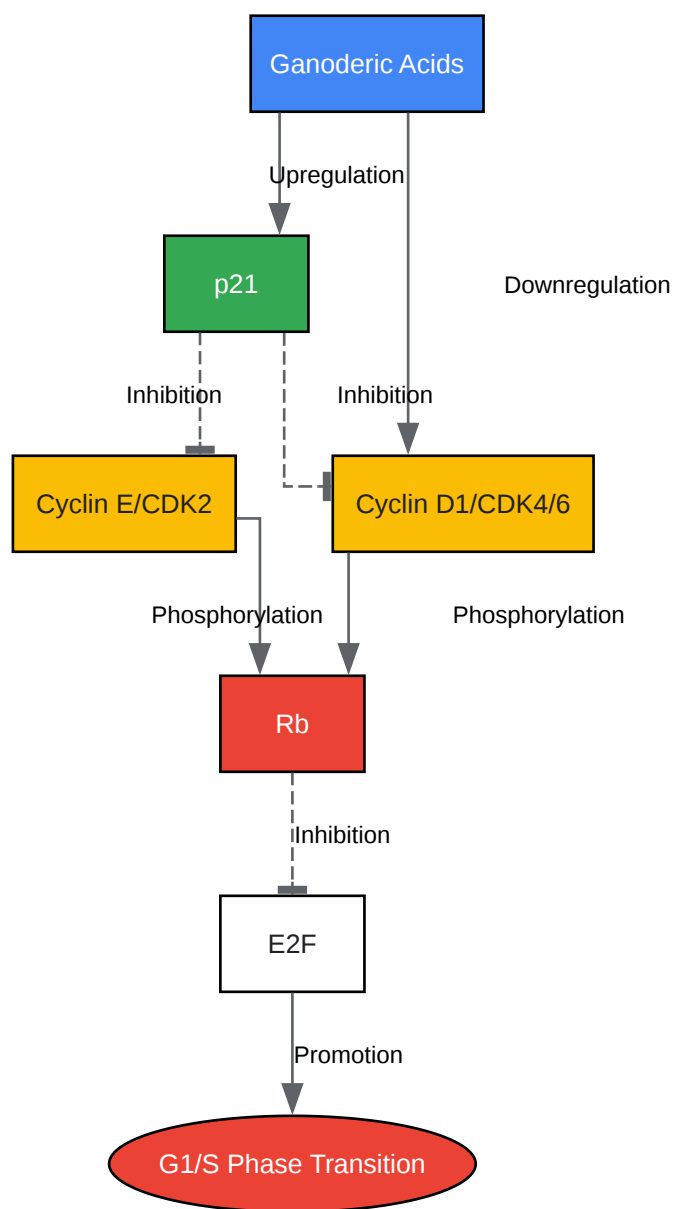 Ganoderic Acids
Upregulation
p21
Downregulation
Inhibition
Inhibition
Cyclin E/CDK2
Cyclin D1/CDK4/6
Phosphorylation
Phosphorylation
Rb
Inhibition
E2F
Promotion
G1/S Phase Transition